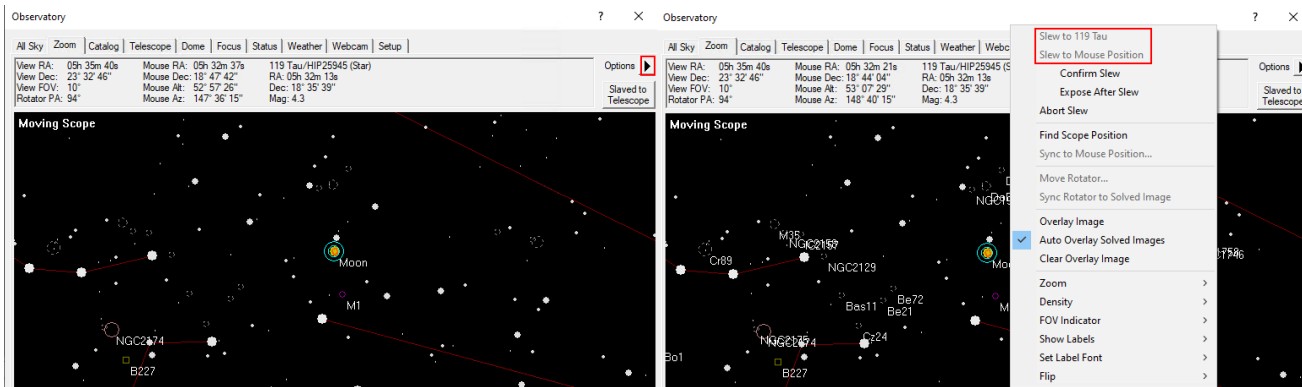 Observatory
? ×
All Sky Zoom Catalog Telescope Dome Focus Status Weather Webcam Setup
View RA: 05h 35m 40s Mouse RA: 05h 32m 37s 119 Tau/HIP25945 (Star)
View Dec: 23° 32' 46" Mouse Dec: 18° 47' 42" RA: 05h 32m 13s
View FOV: 10° Mouse Alt: 52° 57' 26" Dec: 18° 35' 39"
Rotator PA: 94° Mouse Az: 147° 36' 15" Mag: 4.3
Options
Slaved to
Telescope
Moving Scope
Moon
M1
NGC2174
B227
Observatory
? ×
All Sky Zoom Catalog Telescope Dome Focus Status Weather Webc
View RA: 05h 35m 40s Mouse RA: 05h 32m 21s 119 Tau/HIP25945 (S
View Dec: 23° 32' 46" Mouse Dec: 18° 44' 04" RA: 05h 32m 13s
View FOV: 10° Mouse Alt: 53° 07' 29" Dec: 18° 35' 39"
Rotator PA: 94° Mouse Az: 148° 40' 15" Mag: 4.3
Options
Slaved to
Telescope
Moving Scope
M35
Cr89
NGC2129
Bas11
Be72
Be21
Cz24
Bo1
B227
Slew to 119 Tau
Slew to Mouse Position
Confirm Slew
Expose After Slew
Abort Slew
Find Scope Position
Sync to Mouse Position...
Move Rotator...
Sync Rotator to Solved Image
Overlay Image
Auto Overlay Solved Images
Clear Overlay Image
Zoom
Density
FOV Indicator
Show Labels
Set Label Font
Flip